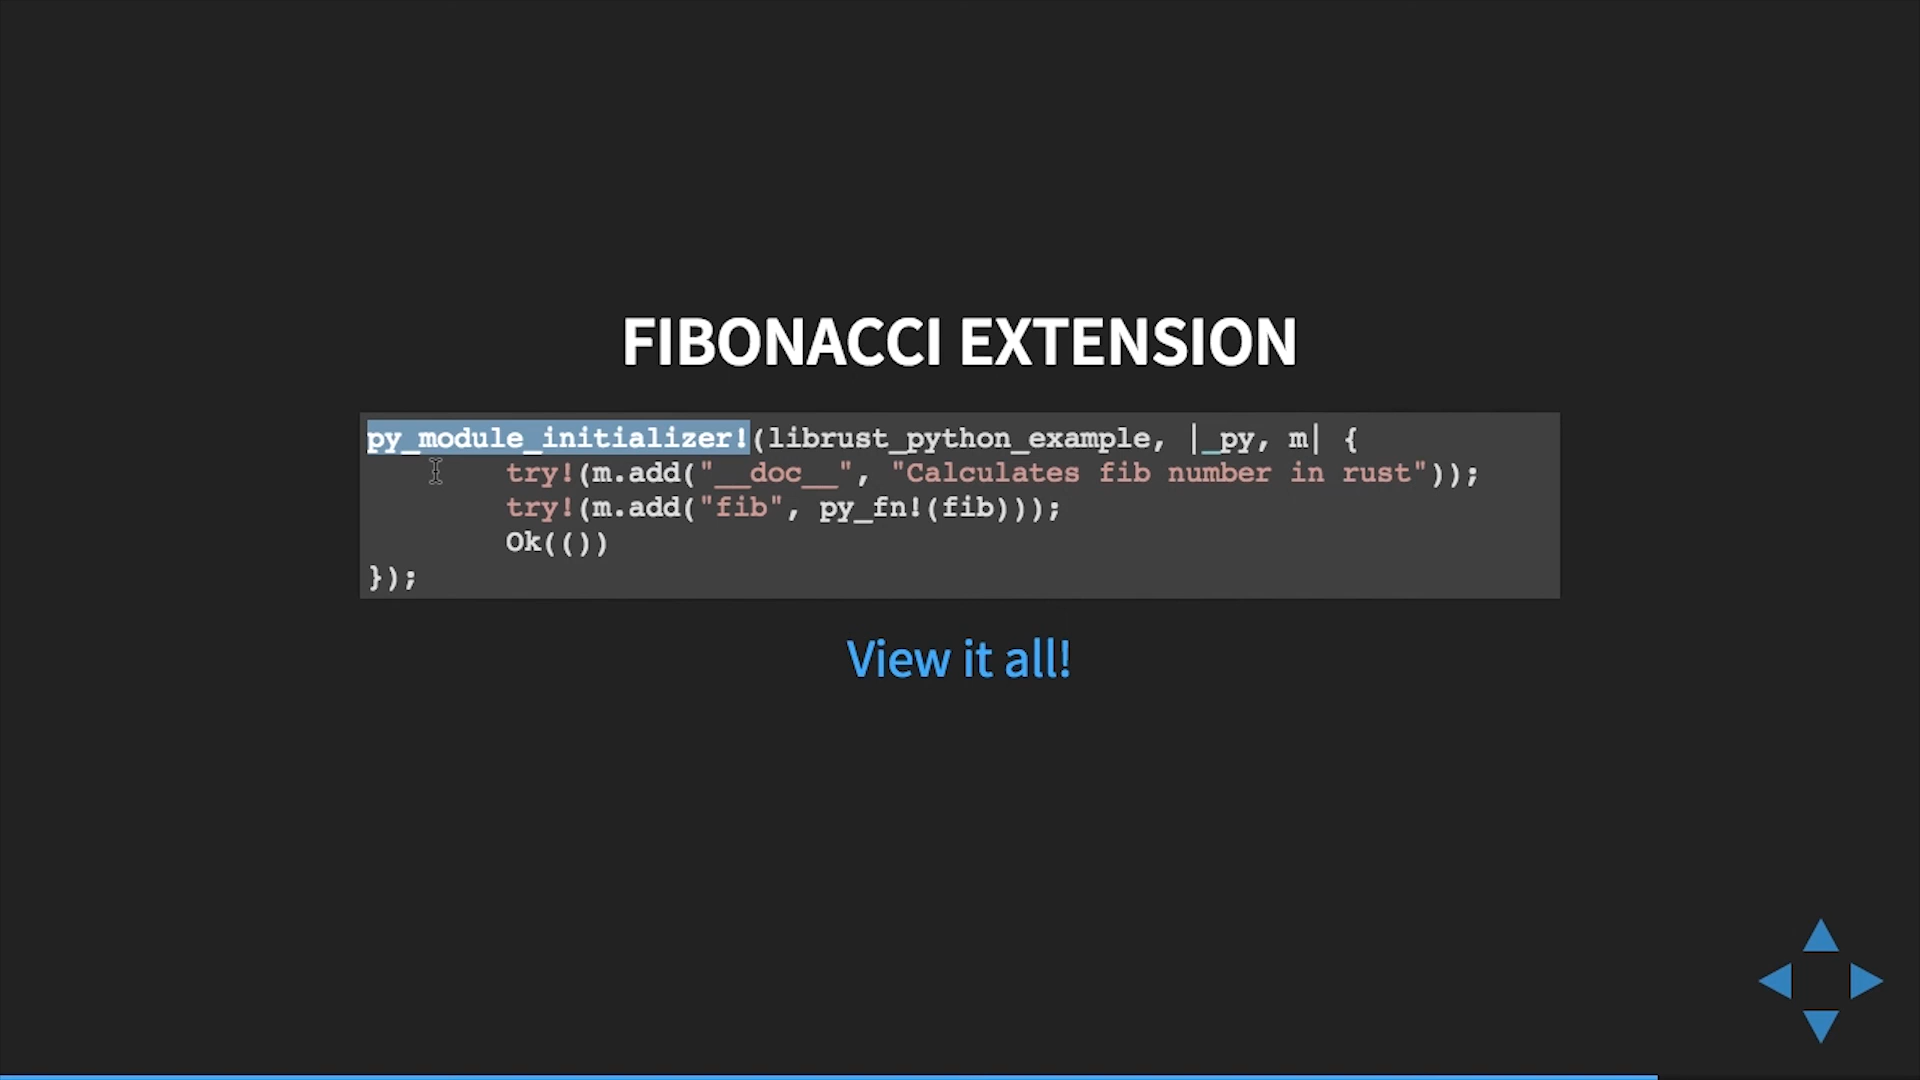 FIBONACCI EXTENSION
py_module_initializer!(librust_python_example, |_py, m| {
        try!(m.add("__doc__", "Calculates fib number in rust"));
        try!(m.add("fib", py_fn!(fib)));
        Ok(())
});
View it all!